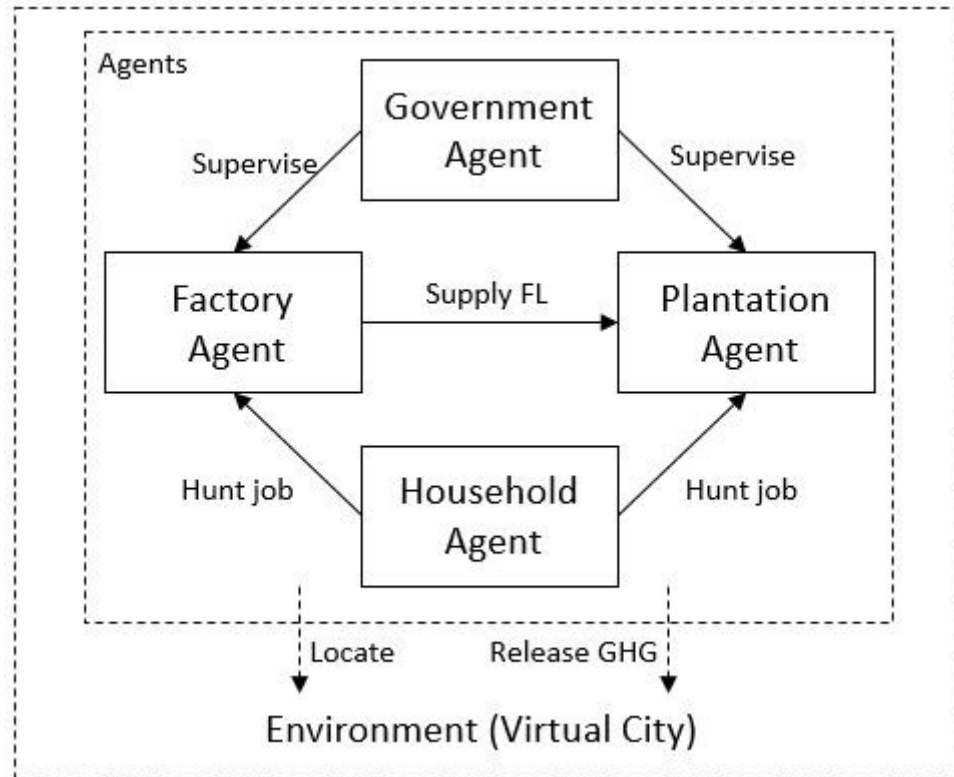 Agents
Government
Agent
Supervise
Supervise
Factory
Agent
Supply FL
Plantation
Agent
Hunt job
Household
Agent
Hunt job
Locate
Release GHG
Environment (Virtual City)